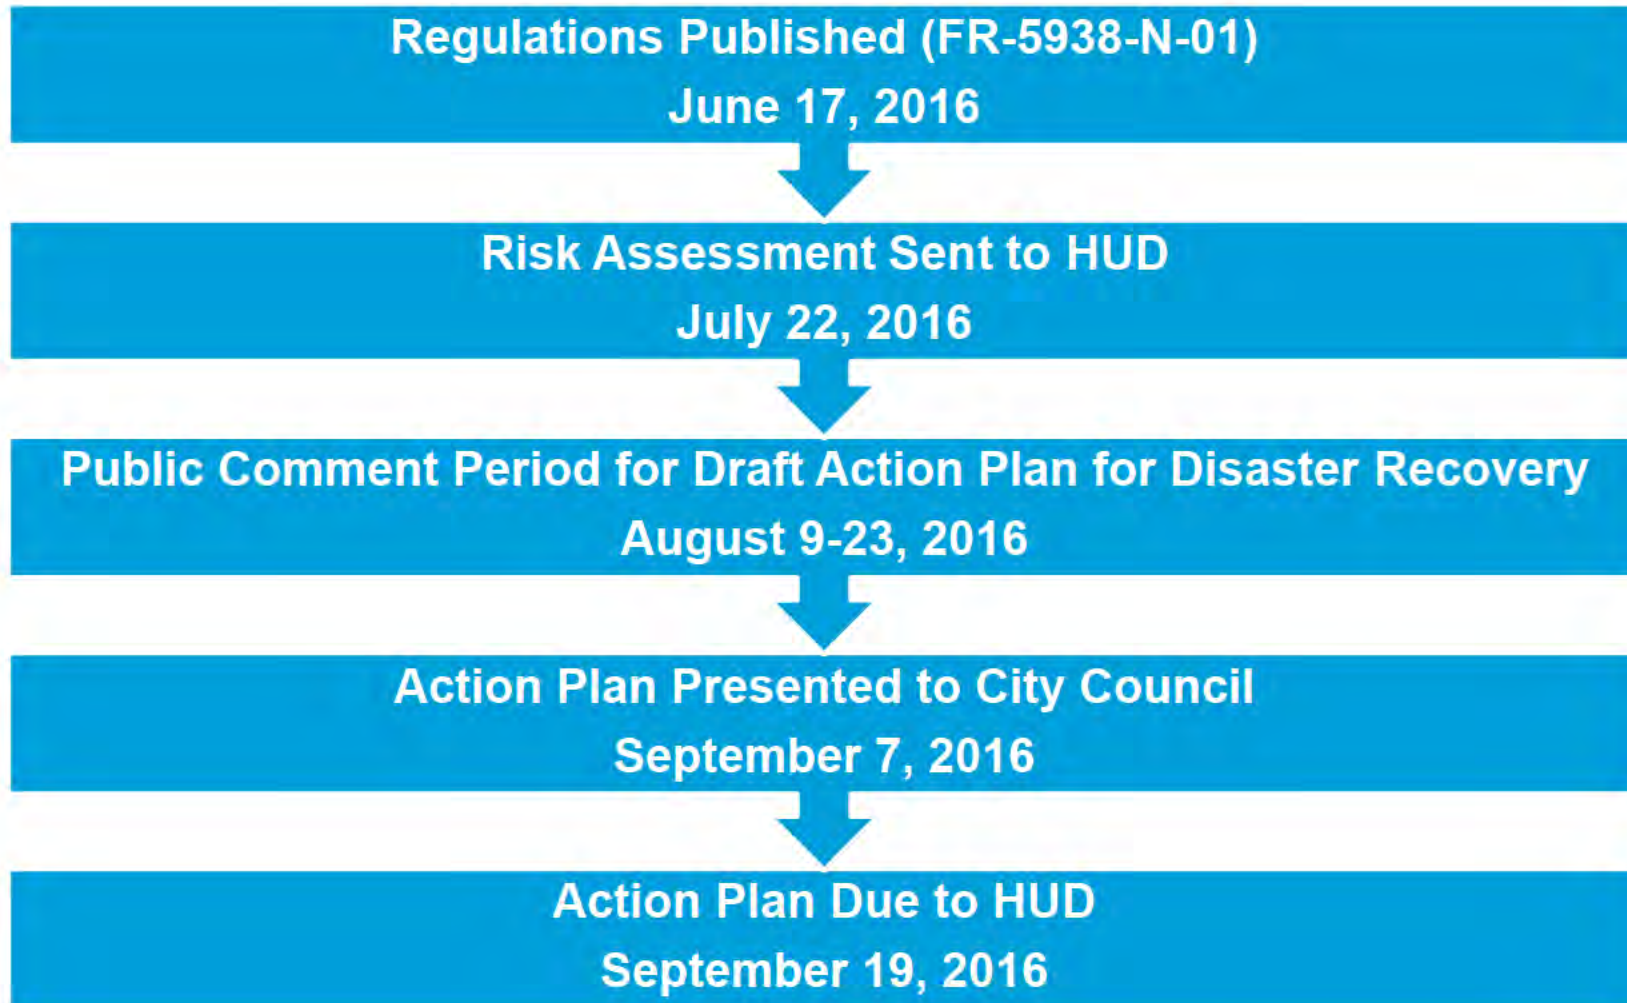 Regulations Published (FR-5938-N-01)
June 17, 2016
Risk Assessment Sent to HUD
July 22, 2016
Public Comment Period for Draft Action Plan for Disaster Recovery
August 9-23, 2016
Action Plan Presented to City Council
September 7, 2016
Action Plan Due to HUD
September 19, 2016